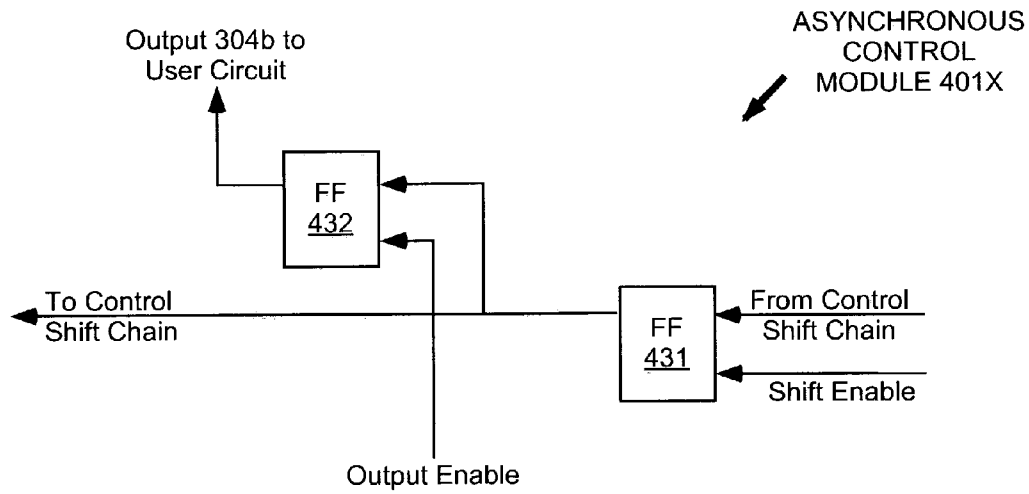 Output 304b to
User Circuit
ASYNCHRONOUS
CONTROL
MODULE 401X
FF
432
To Control
Shift Chain
FF
431
From Control
Shift Chain
Shift Enable
Output Enable